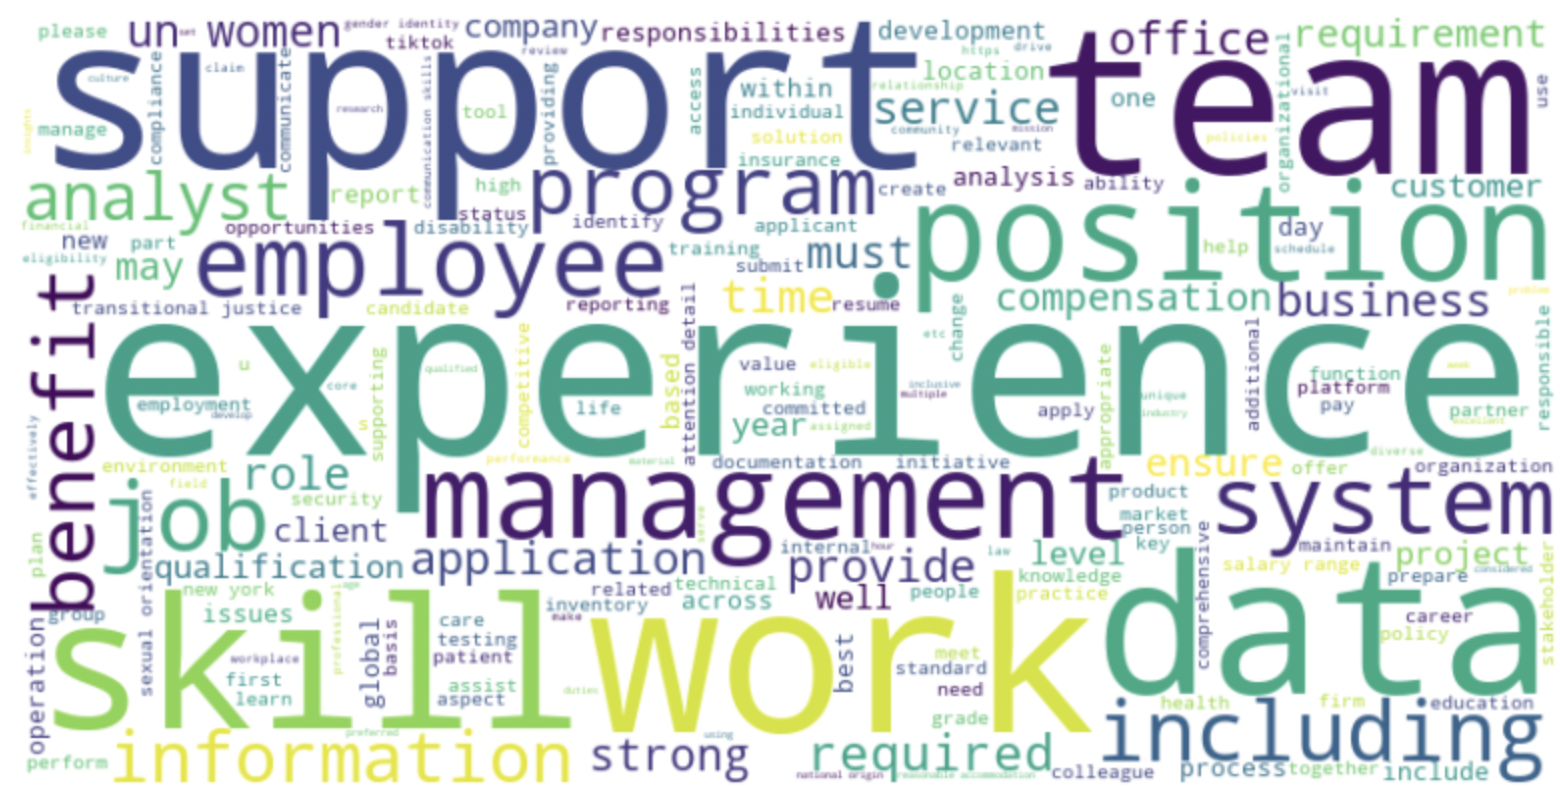 please
un
set
women
gender identity
tiktok
company
responsibilities
development
https
drive
office
requirement
support
team
culture
claim
compliance
communicate
research
communication skills
review
tool
providing
access
within
individual
solution
insurance
location
relationship
service
community
mission
relevant
one
organizational
visit
policies
use
insights
manage
analyst
report
high
status
program
create
analysis
ability
customer
financial
opportunities
disability
identify
applicant
position
new
part
eligibility
may
employee
training
submit
must
help
day
schedule
transitional justice
candidate
reporting
attention detail
time
resume
compensation
business
problem
benefit
experience
change
etc
u
s
core
employment
develop
supporting
qualified
competitive
life
based
value
eligible
working
committed
year
assigned
inclusive
multiple
apply
appropriate
unique
industry
additional
function
platform
pay
partner
week
excellent
responsible
effectively
environment
field
role
security
performance
material
documentation
initiative
ensure
offer
diverse
organization
job
client
management
serve
product
market
person
key
system
plan
sexual orientation
qualification
application
internal
hour
provide
law
level
comprehensive
maintain
project
salary range
prepare
considered
stakeholder
group
new york
age
professional
issues
related
technical
inventory
make
across
well
people
knowledge
practice
data
career
policy
operation
skill
workplace
first
learn
global
basis
care
testing
patient
assist
aspect
duties
work
best
meet
standard
need
grade
health
firm
education
perform
information
preferred
strong
using
required
including
national origin
reasonable accommodation
colleague
process
together
include